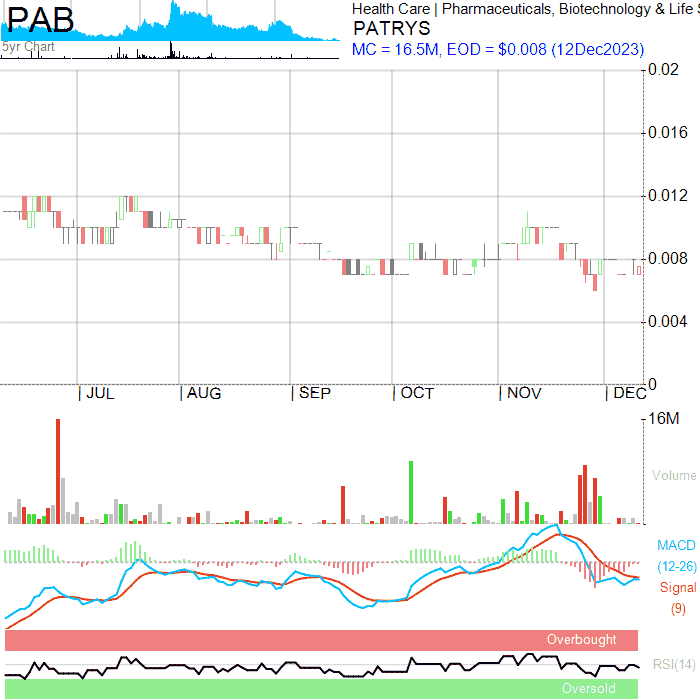 PAB
5yr Chart
Health Care | Pharmaceuticals, Biotechnology & Life S
PATRYS
MC = 16.5M, EOD = $0.008 (12Dec2023)
0.02
0.016
0.012
0.008
0.004
0
JUL
AUG
SEP
OCT
NOV
DEC
16M
Volume
MACD
(12-26)
Signal
(9)
Overbought
RSI(14)
Oversold